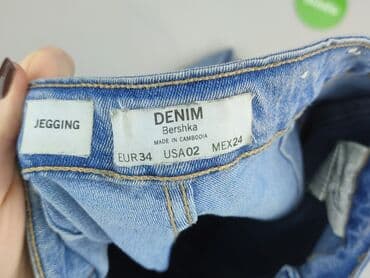 JEGGING
DENIM
Bershka
MADE IN CAMBODIA
EUR34 USA02 MEX24